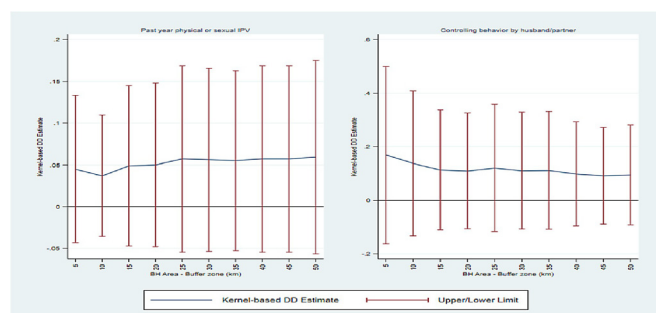 Past year physical or sexual IPV
Kernel-based DD Estimate
.2
.15
.1
.05
0
-.05
5 10 15 20 25 30 35 40 45 50
BH Area - Buffer zone (km)
Controlling behavior by husband/partner
Kernel-based DD Estimate
.6
.4
.2
0
-.2
5 10 15 20 25 30 35 40 45 50
BH Area - Buffer zone (km)
Kernel-based DD Estimate Upper/Lower Limit